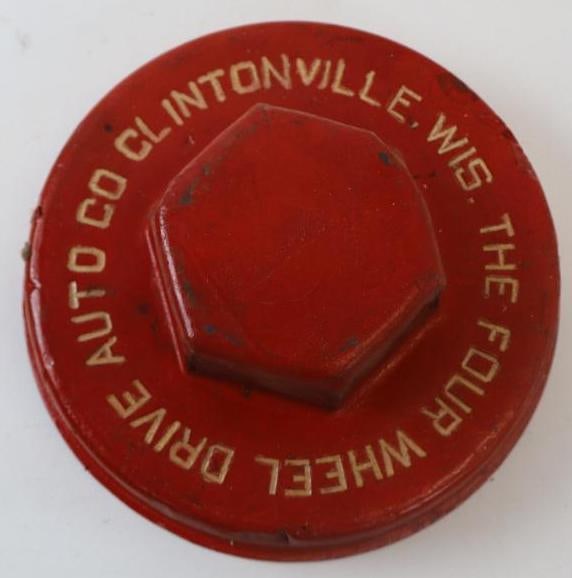 THE FOUR WHEEL DRIVE AUTO CO CLINTONVILLE, WIS.